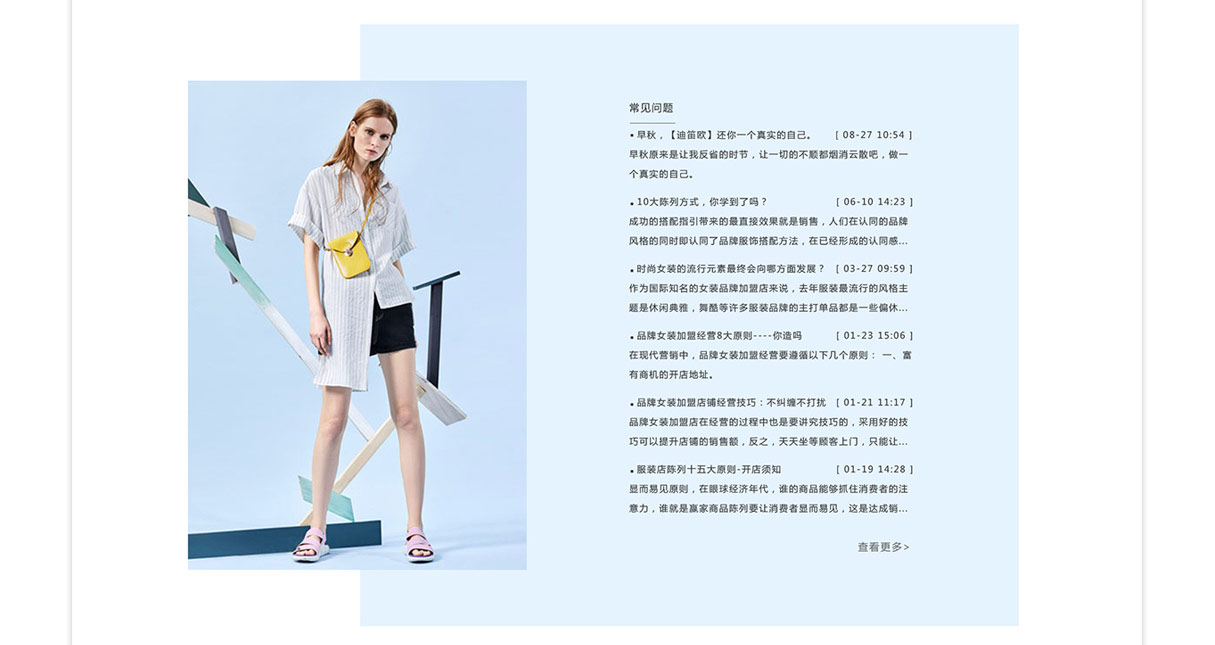 常见问题
• 早秋，【迪笛欧】还你一个真实的自己。 [ 08-27 10:54 ]
早秋原来是让我反省的时节，让一切的不顺都烟消云散吧，做一
个真实的自己。
• 10大陈列方式，你学到了吗？ [ 06-10 14:23 ]
成功的搭配指引带来的最直接效果就是销售，人们在认同的品牌
风格的同时即认同了品牌服饰搭配方法，在已经形成的认同感...
• 时尚女装的流行元素最终会向哪方面发展？ [ 03-27 09:59 ]
作为国际知名的女装品牌加盟店来说，去年服装最流行的风格主
题是休闲典雅，舞酷等许多服装品牌的主打单品都是一些偏休...
• 品牌女装加盟经营8大原则----你造吗 [ 01-23 15:06 ]
在现代营销中，品牌女装加盟经营要遵循以下几个原则： 一、富
有商机的开店地址。
• 品牌女装加盟店铺经营技巧：不纠缠不打扰 [ 01-21 11:17 ]
品牌女装加盟店在经营的过程中也是要讲究技巧的，采用好的技
巧可以提升店铺的销售额，反之，天天坐等顾客上门，只能让...
• 服装店陈列十五大原则-开店须知 [ 01-19 14:28 ]
显而易见原则，在眼球经济年代，谁的商品能够抓住消费者的注
意力，谁就是赢家商品陈列要让消费者显而易见，这是达成销...
查看更多>